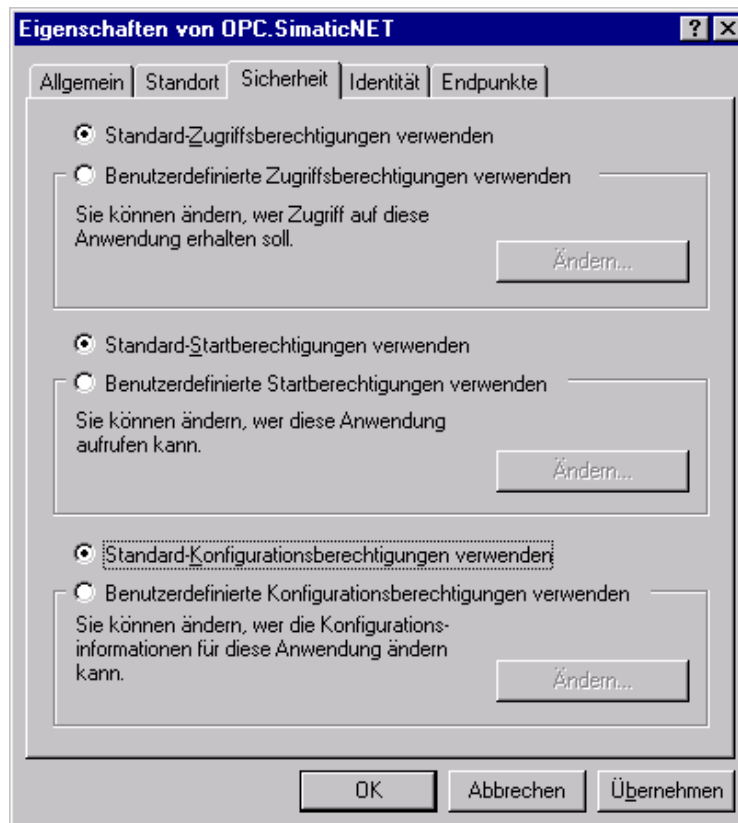 Eigenschaften von OPC.SimaticNET
Allgemein Standort Sicherheit Identität Endpunkte
Standard-Zugriffsberechtigungen verwenden
Benutzerdefinierte Zugriffsberechtigungen verwenden
Sie können ändern, wer Zugriff auf diese
Anwendung erhalten soll.
Ändern...
Standard-Startberechtigungen verwenden
Benutzerdefinierte Startberechtigungen verwenden
Sie können ändern, wer diese Anwendung
aufrufen kann.
Ändern...
Standard-Konfigurationsberechtigungen verwenden
Benutzerdefinierte Konfigurationsberechtigungen verwenden
Sie können ändern, wer die Konfigurations-
informationen für diese Anwendung ändern
kann.
Ändern...
OK Abbrechen Übernehmen